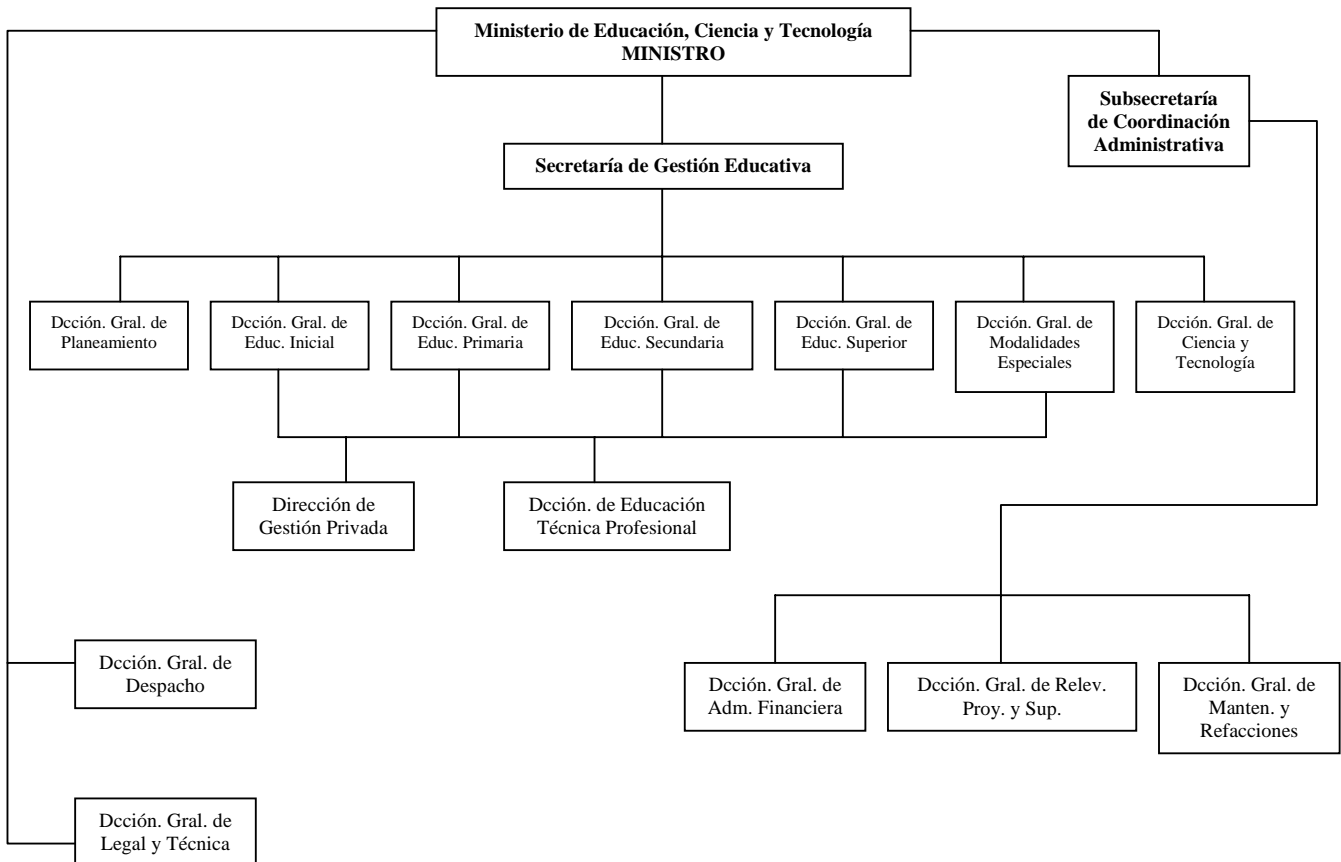 Ministerio de Educación, Ciencia y Tecnología
MINISTRO
Subsecretaría
de Coordinación
Administrativa
Secretaría de Gestión Educativa
Dcción. Gral. de
Planeamiento
Dcción. Gral. de
Educ. Inicial
Dcción. Gral. de
Educ. Primaria
Dcción. Gral. de
Educ. Secundaria
Dcción. Gral. de
Educ. Superior
Dcción. Gral. de
Modalidades
Especiales
Dcción. Gral. de
Ciencia y
Tecnología
Dirección de
Gestión Privada
Dcción. de Educación
Técnica Profesional
Dcción. Gral. de
Despacho
Dcción. Gral. de
Adm. Financiera
Dcción. Gral. de Relev.
Proy. y Sup.
Dcción. Gral. de
Manten. y
Refacciones
Dcción. Gral. de
Legal y Técnica